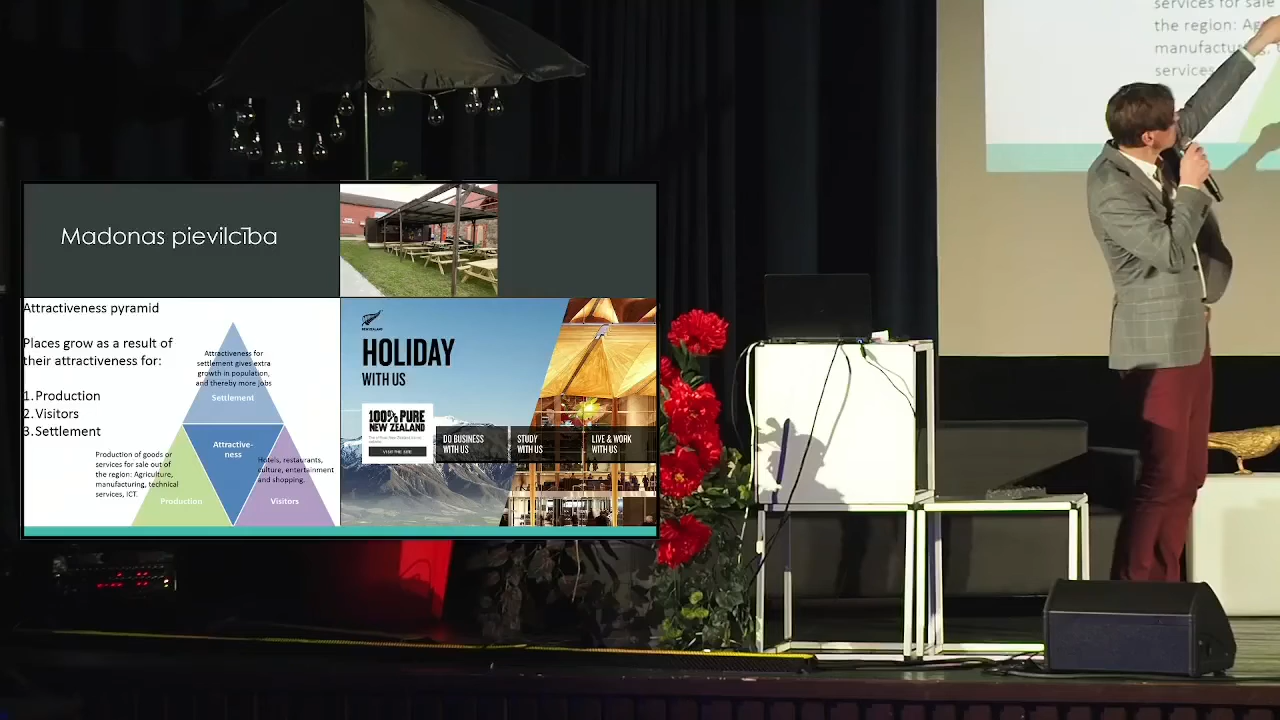 services for sale
the region: Ag
manufactu
services
Madonas pievilcība
Attractiveness pyramid
Places grow as a result of
their attractiveness for:
1. Production
2. Visitors
3. Settlement
Attractiveness for
settlement gives extra
growth in population,
and thereby more jobs
Settlement
Attractive-
ness
Production of goods or
services for sale out of
the region: Agriculture,
manufacturing, technical
services, ICT.
Production
Hotels, restaurants,
culture, entertainment
and shopping.
Visitors
HOLIDAY
WITH US
100% PURE
NEW ZEALAND
VISIT THE SITE
DO BUSINESS
WITH US
STUDY
WITH US
LIVE & WORK
WITH US